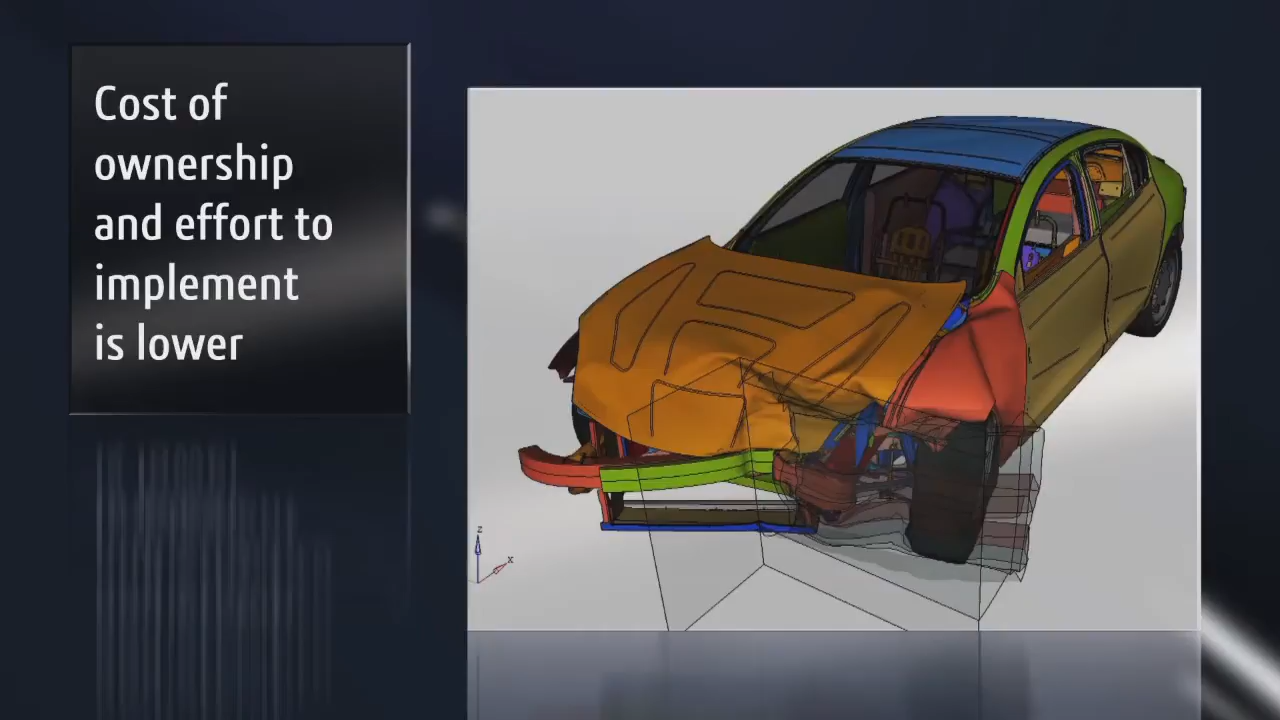 Cost of
ownership
and effort to
implement
is lower
z
x